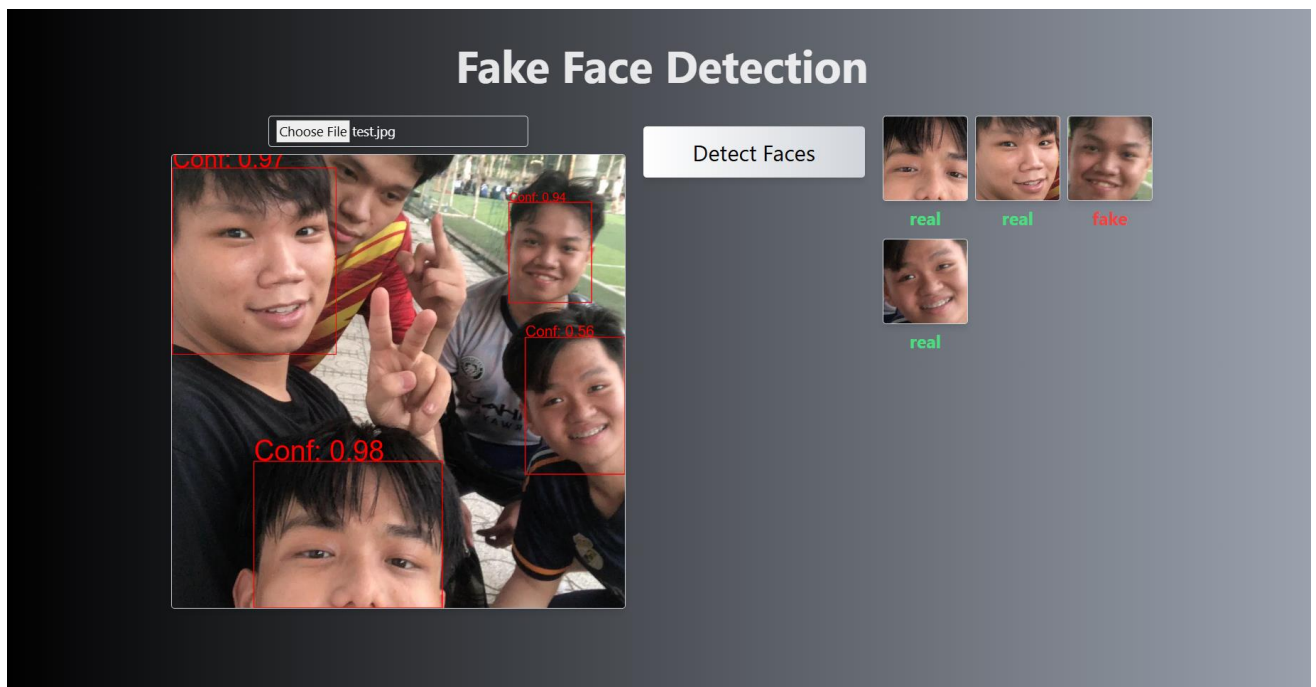 Fake Face Detection
Choose File test.jpg
Detect Faces
Conf: 0.97
Conf: 0.94
Conf: 0.56
Conf: 0.98
real
real
fake
real